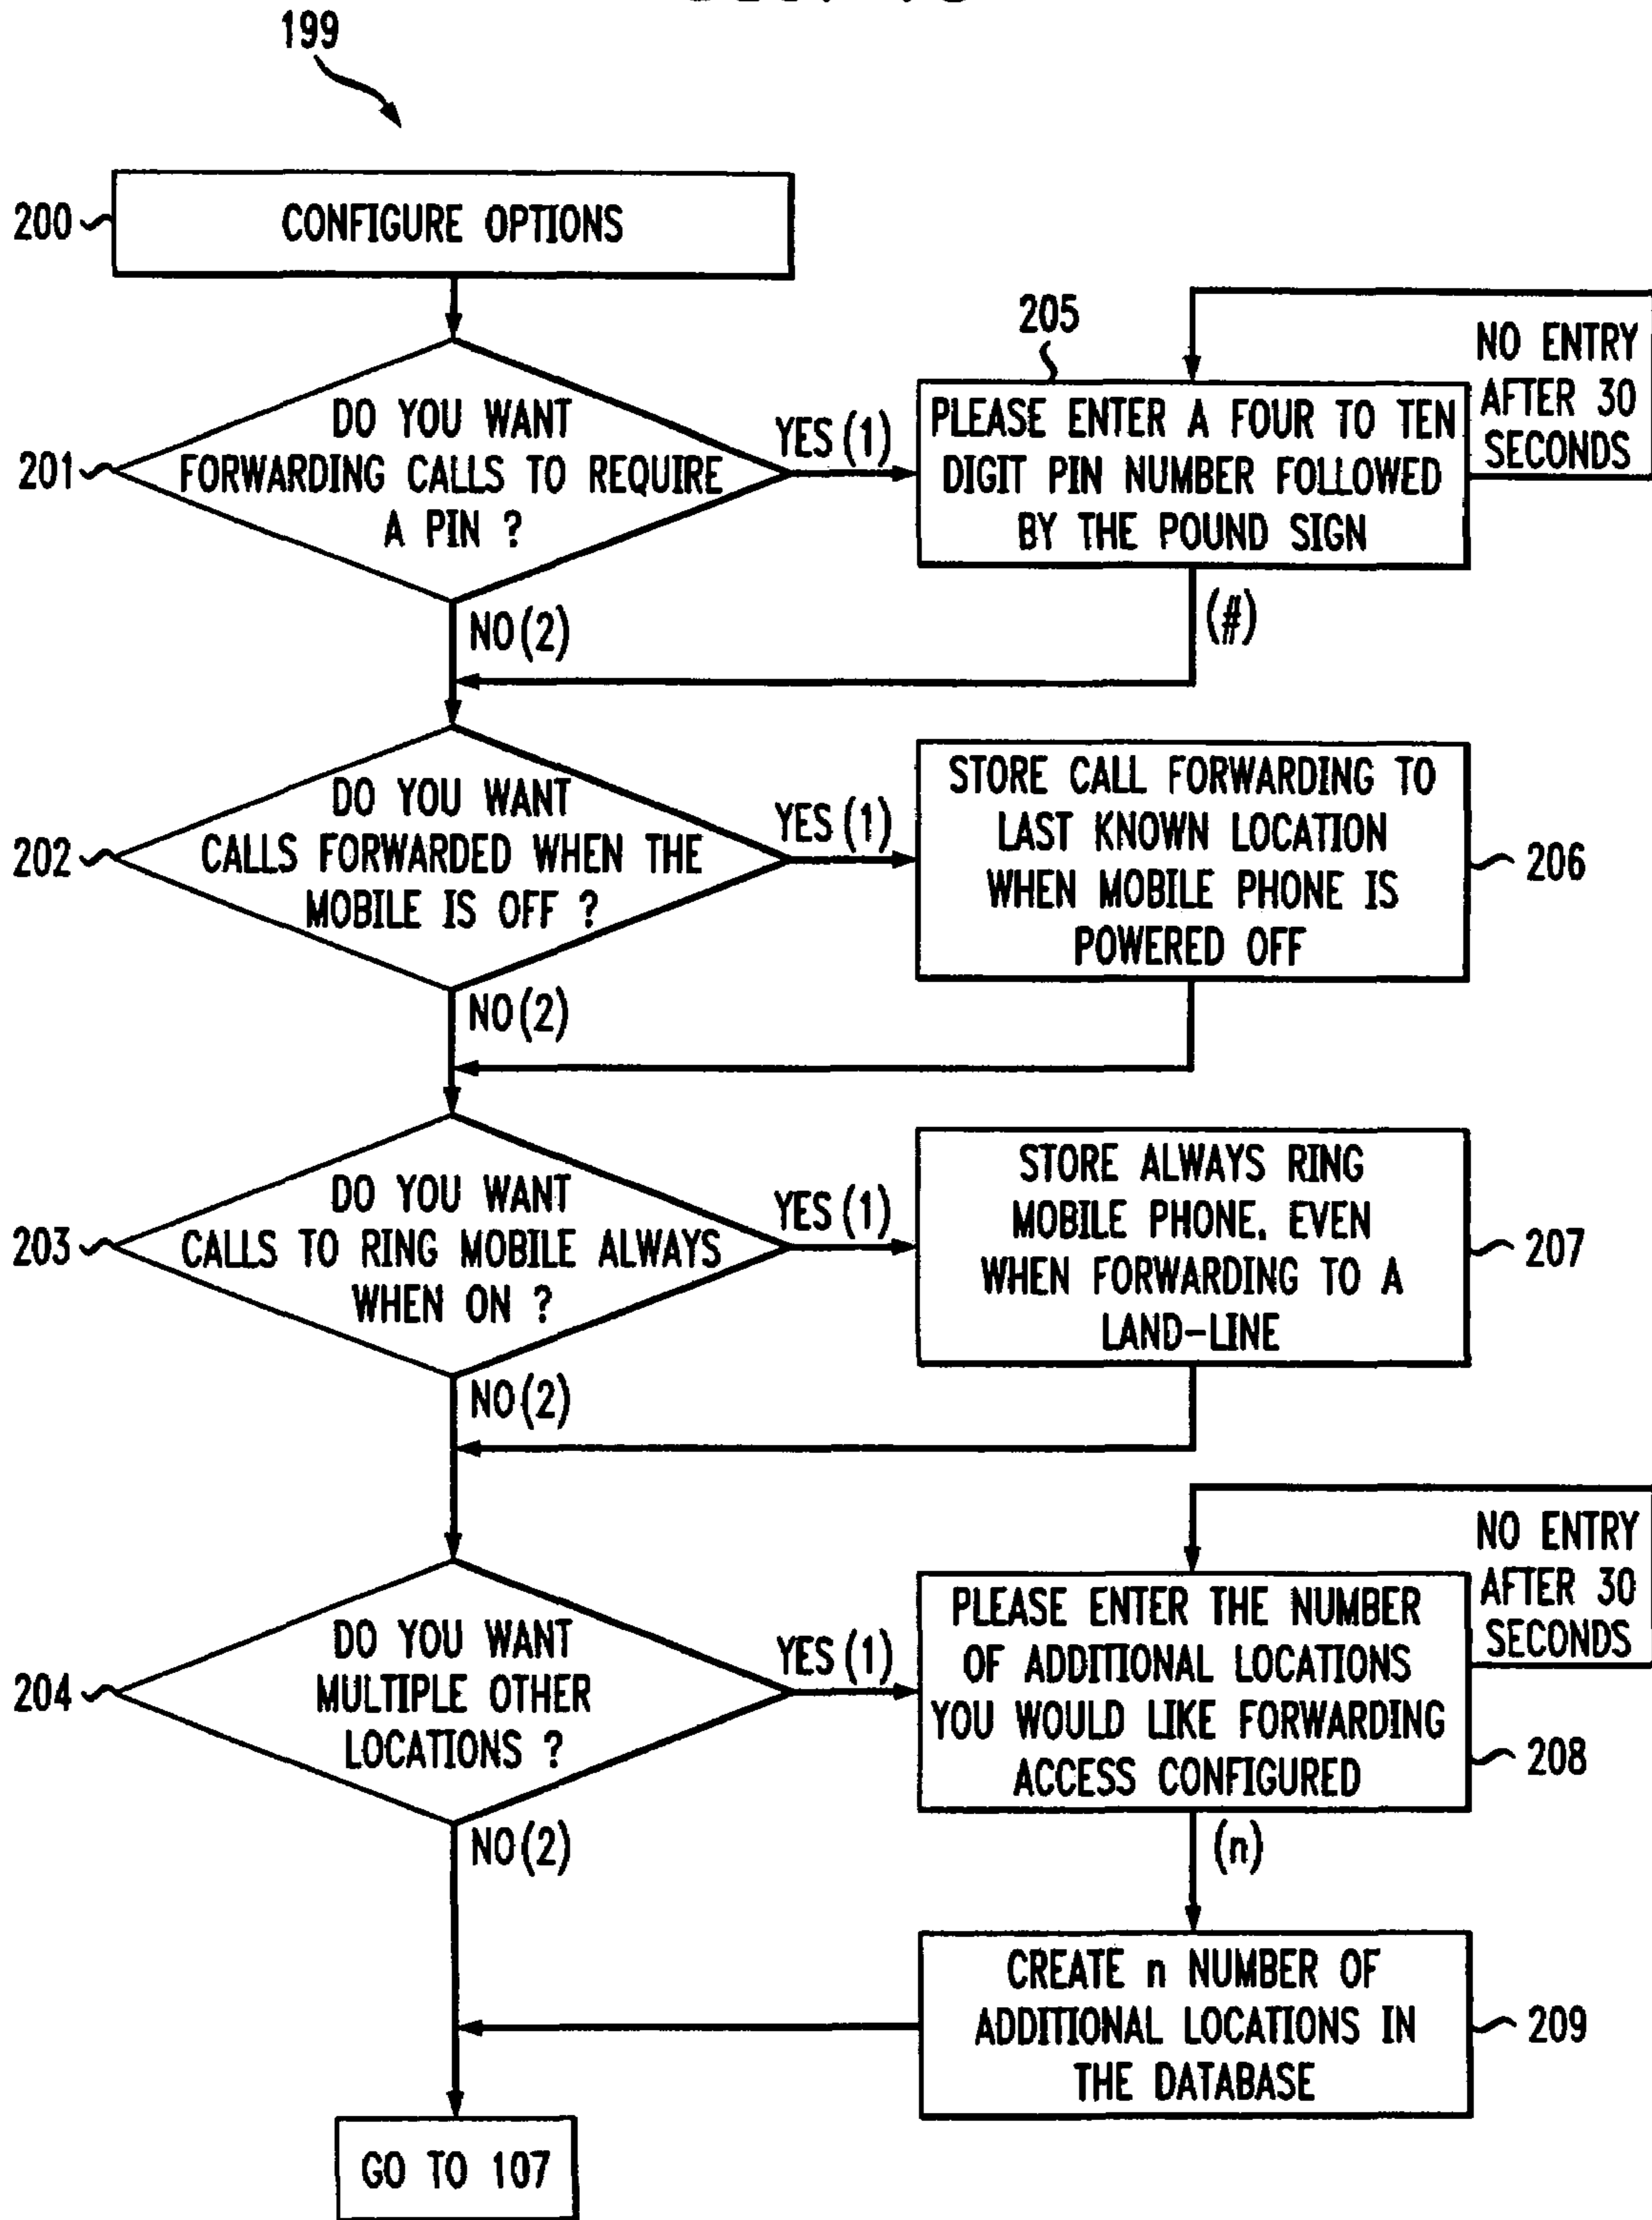 199
200
CONFIGURE OPTIONS
201
DO YOU WANT
FORWARDING CALLS TO REQUIRE
A PIN ?
YES (1)
205
PLEASE ENTER A FOUR TO TEN
DIGIT PIN NUMBER FOLLOWED
BY THE POUND SIGN
NO ENTRY
AFTER 30
SECONDS
NO (2)
(#)
202
DO YOU WANT
CALLS FORWARDED WHEN THE
MOBILE IS OFF ?
YES (1)
STORE CALL FORWARDING TO
LAST KNOWN LOCATION
WHEN MOBILE PHONE IS
POWERED OFF
206
NO (2)
203
DO YOU WANT
CALLS TO RING MOBILE ALWAYS
WHEN ON ?
YES (1)
STORE ALWAYS RING
MOBILE PHONE. EVEN
WHEN FORWARDING TO A
LAND-LINE
207
NO (2)
204
DO YOU WANT
MULTIPLE OTHER
LOCATIONS ?
YES (1)
PLEASE ENTER THE NUMBER
OF ADDITIONAL LOCATIONS
YOU WOULD LIKE FORWARDING
ACCESS CONFIGURED
208
NO ENTRY
AFTER 30
SECONDS
NO (2)
(n)
CREATE n NUMBER OF
ADDITIONAL LOCATIONS IN
THE DATABASE
209
GO TO 107